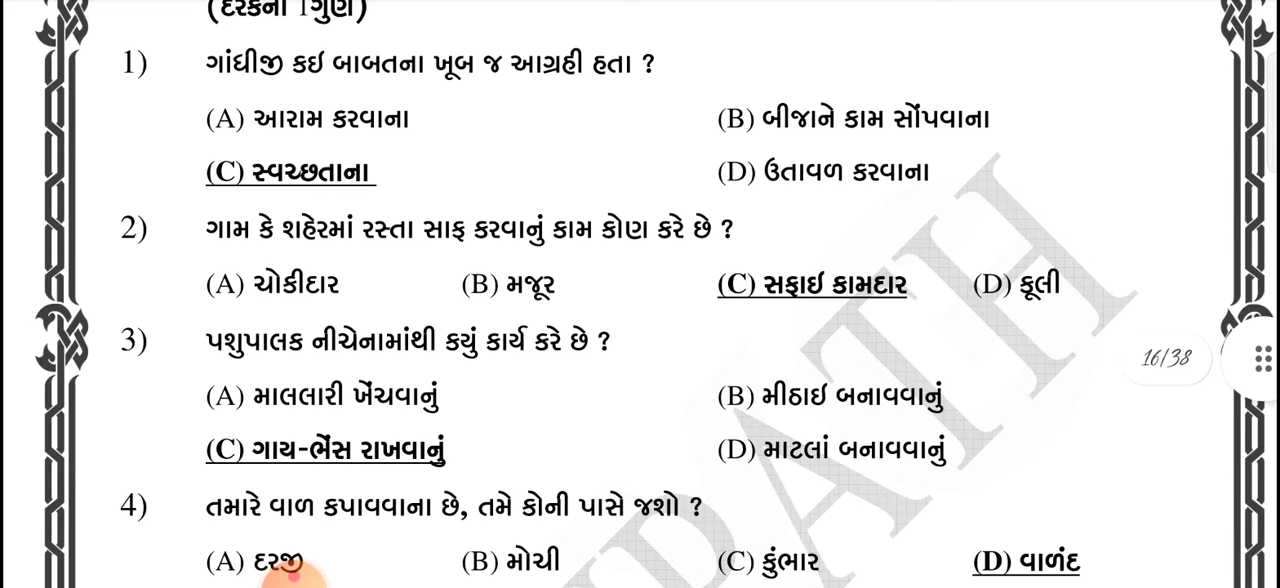 (દરેકના 1ગુણ)
1) ગાંધીજી કઇ બાબતના ખૂબ જ આગ્રહી હતા ?
(A) આરામ કરવાના (B) બીજાને કામ સોંપવાના
(C) સ્વચ્છતાના (D) ઉતાવળ કરવાના
2) ગામ કે શહેરમાં રસ્તા સાફ કરવાનું કામ કોણ કરે છે ?
(A) ચોકીદાર (B) મજૂર (C) સફાઇ કામદાર (D) કૂલી
3) પશુપાલક નીચેનામાંથી કયું કાર્ય કરે છે ?
16/38
(A) માલલારી ખેંચવાનું (B) મીઠાઇ બનાવવાનું
(C) ગાય-ભેંસ રાખવાનું (D) માટલાં બનાવવાનું
4) તમારે વાળ કપાવવાના છે, તમે કોની પાસે જશો ?
(A) દરજી (B) મોચી (C) કુંભાર (D) વાળંદ
PATH